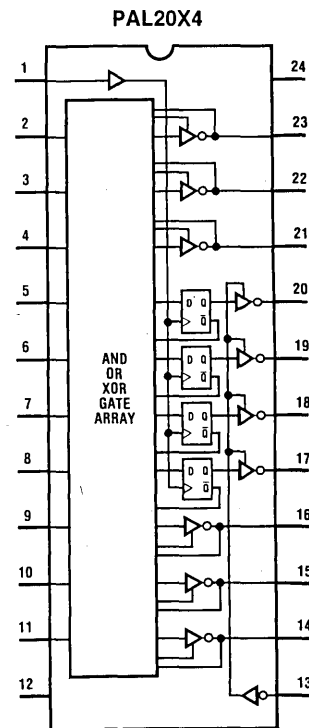 PAL20X4
1
24
2
23
3
22
4
21
5
D Q
Q̅
20
6
D Q
Q̅
19
AND
OR
XOR
GATE
ARRAY
7
D Q
Q̅
18
8
D Q
Q̅
17
9
16
10
15
11
14
12
13